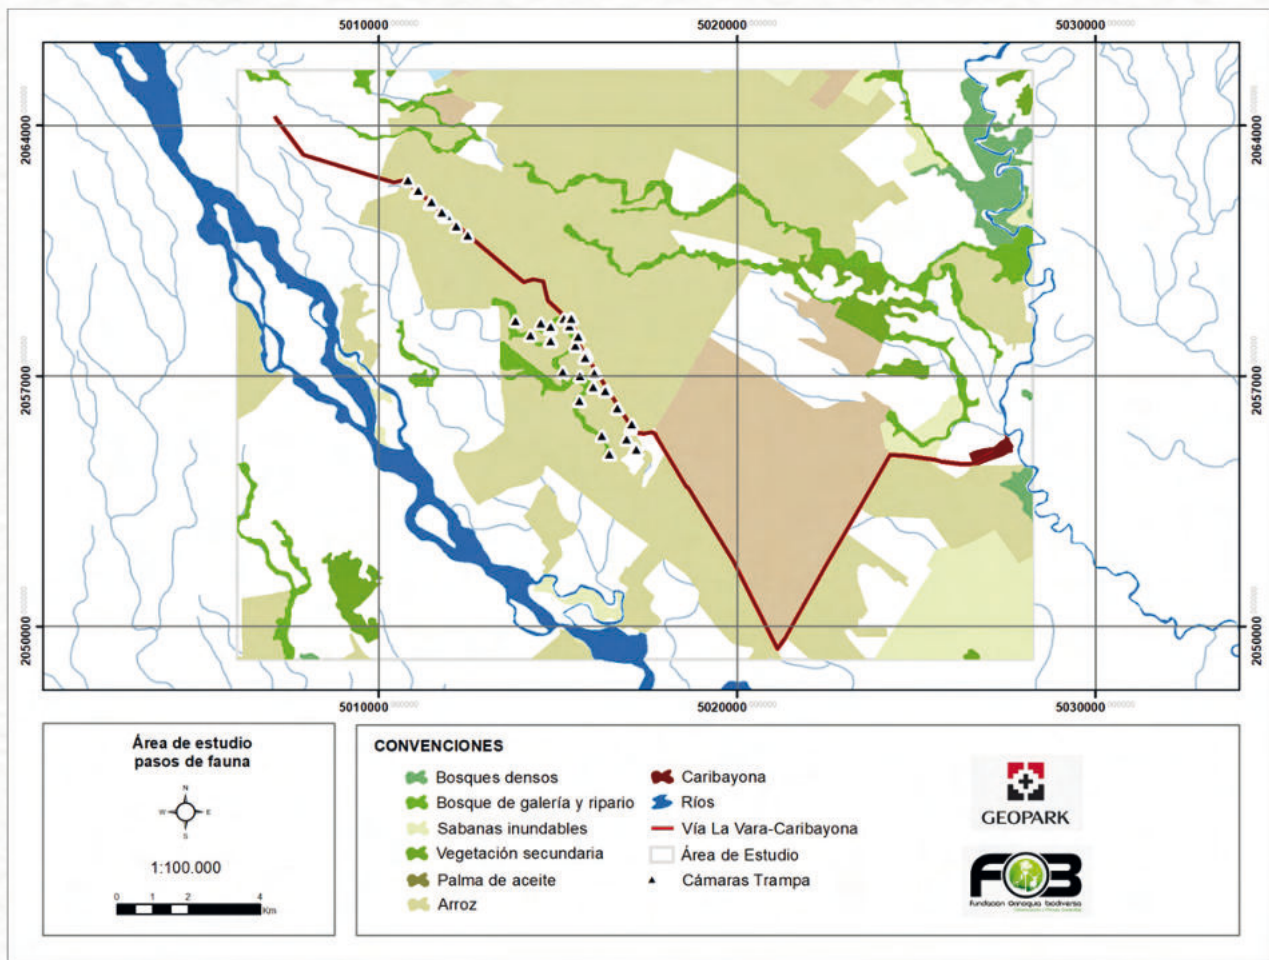 5010000 5020000 5030000
2064000 2064000
2057000 2057000
2050000 2050000
5010000 5020000 5030000
Área de estudio
pasos de fauna
N
W E
S
1:100.000
0 1 2 4
Km
CONVENCIONES
Bosques densos
Bosque de galería y ripario
Sabanas inundables
Vegetación secundaria
Palma de aceite
Arroz
Caribayona
Ríos
Vía La Vara-Caribayona
Área de Estudio
Cámaras Trampa
GEOPARK
FOB
Fundación Orinoquia biodiversa